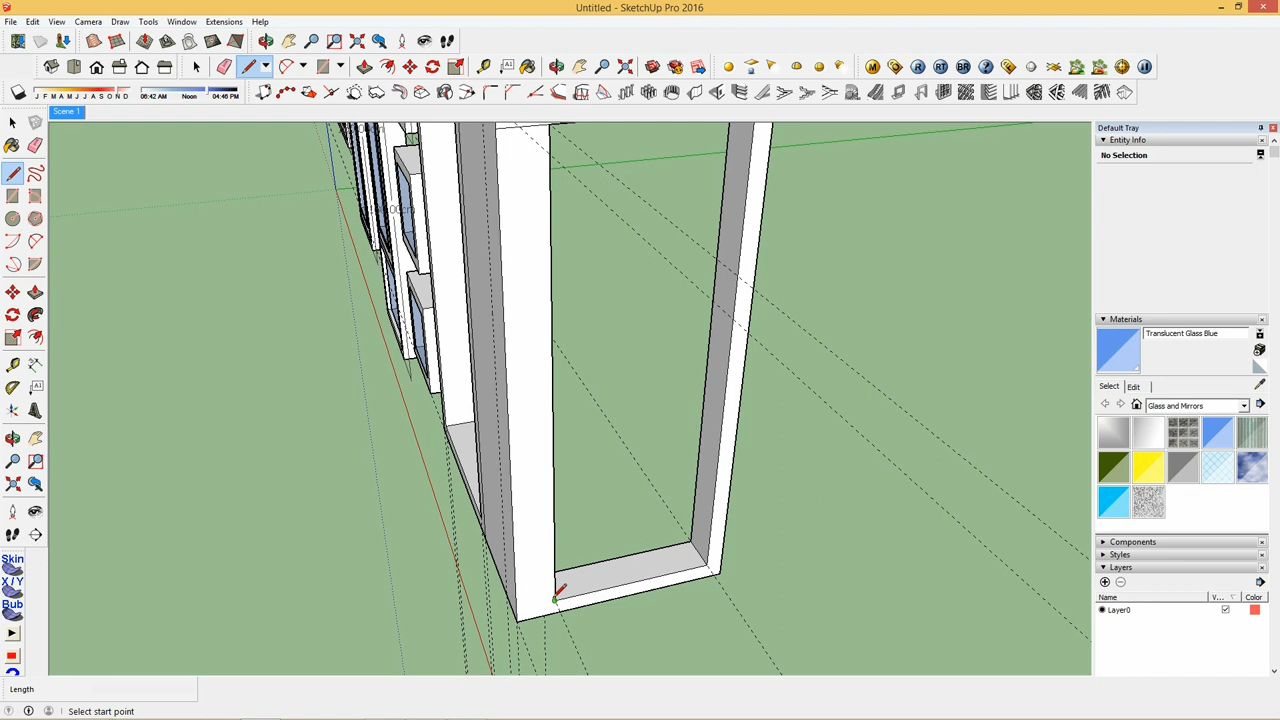 Untitled - SketchUp Pro 2016
File Edit View Camera Draw Tools Window Extensions Help
M R RT BR
J F M A M J J A S O N D 06:42 AM Noon 04:46 PM
Scene 1
Default Tray
Entity Info
No Selection
Materials
Translucent Glass Blue
Select Edit
Glass and Mirrors
Components
Styles
Layers
Name V... Color
Layer0
Skin
X/Y
Bub
Length
Select start point